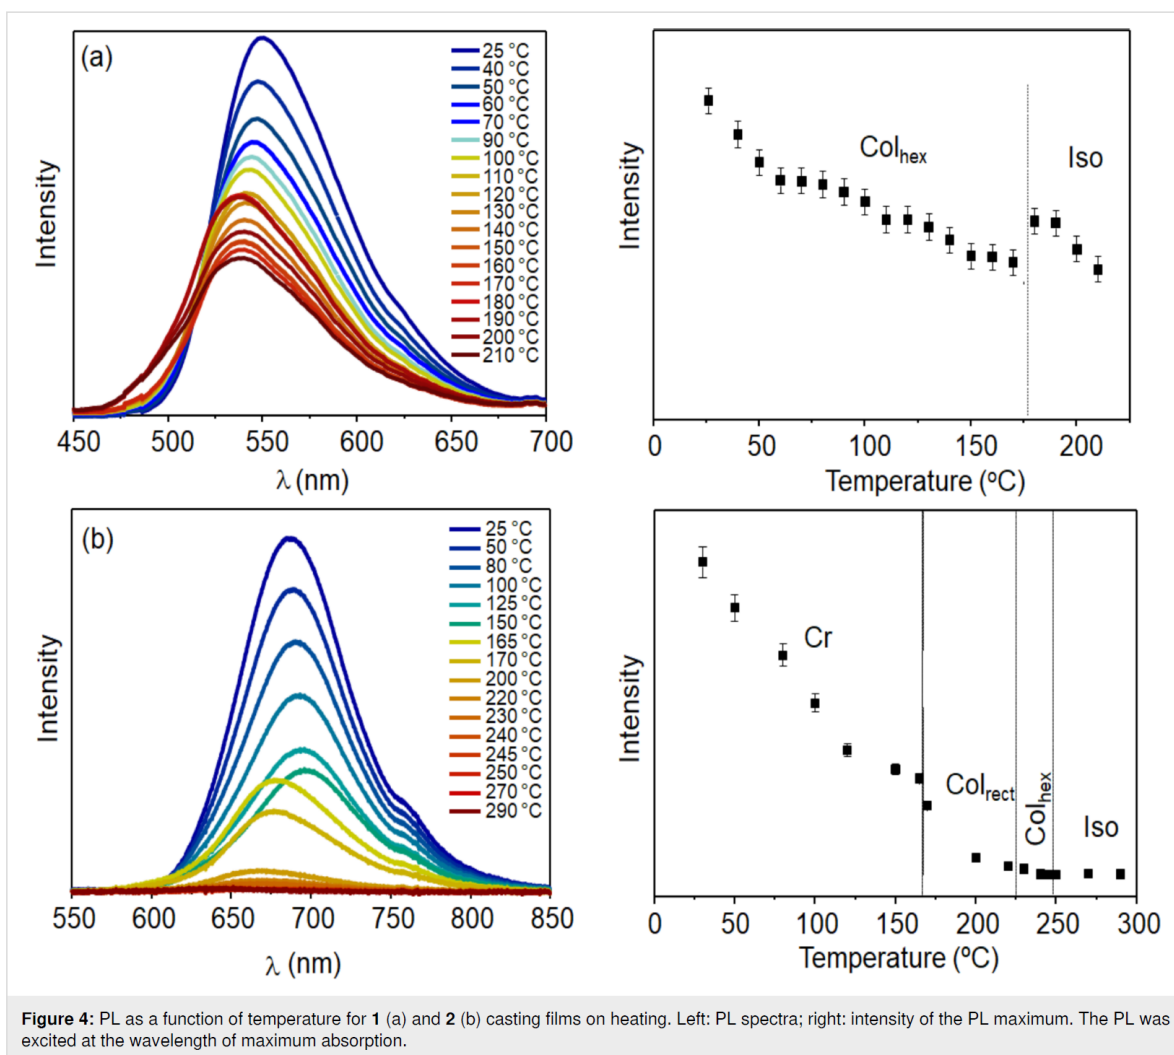 (a)
25 °C
40 °C
50 °C
60 °C
70 °C
90 °C
100 °C
110 °C
120 °C
130 °C
140 °C
150 °C
160 °C
170 °C
180 °C
190 °C
200 °C
210 °C
Intensity
450 500 550 600 650 700
λ (nm)
Intensity
Colhex
Iso
0 50 100 150 200
Temperature (ºC)
(b)
25 °C
50 °C
80 °C
100 °C
125 °C
150 °C
165 °C
170 °C
200 °C
220 °C
230 °C
240 °C
245 °C
250 °C
270 °C
290 °C
Intensity
550 600 650 700 750 800 850
λ (nm)
Intensity
Cr
Colrect
Colhex
Iso
0 50 100 150 200 250 300
Temperature (ºC)
Figure 4: PL as a function of temperature for 1 (a) and 2 (b) casting films on heating. Left: PL spectra; right: intensity of the PL maximum. The PL was
excited at the wavelength of maximum absorption.